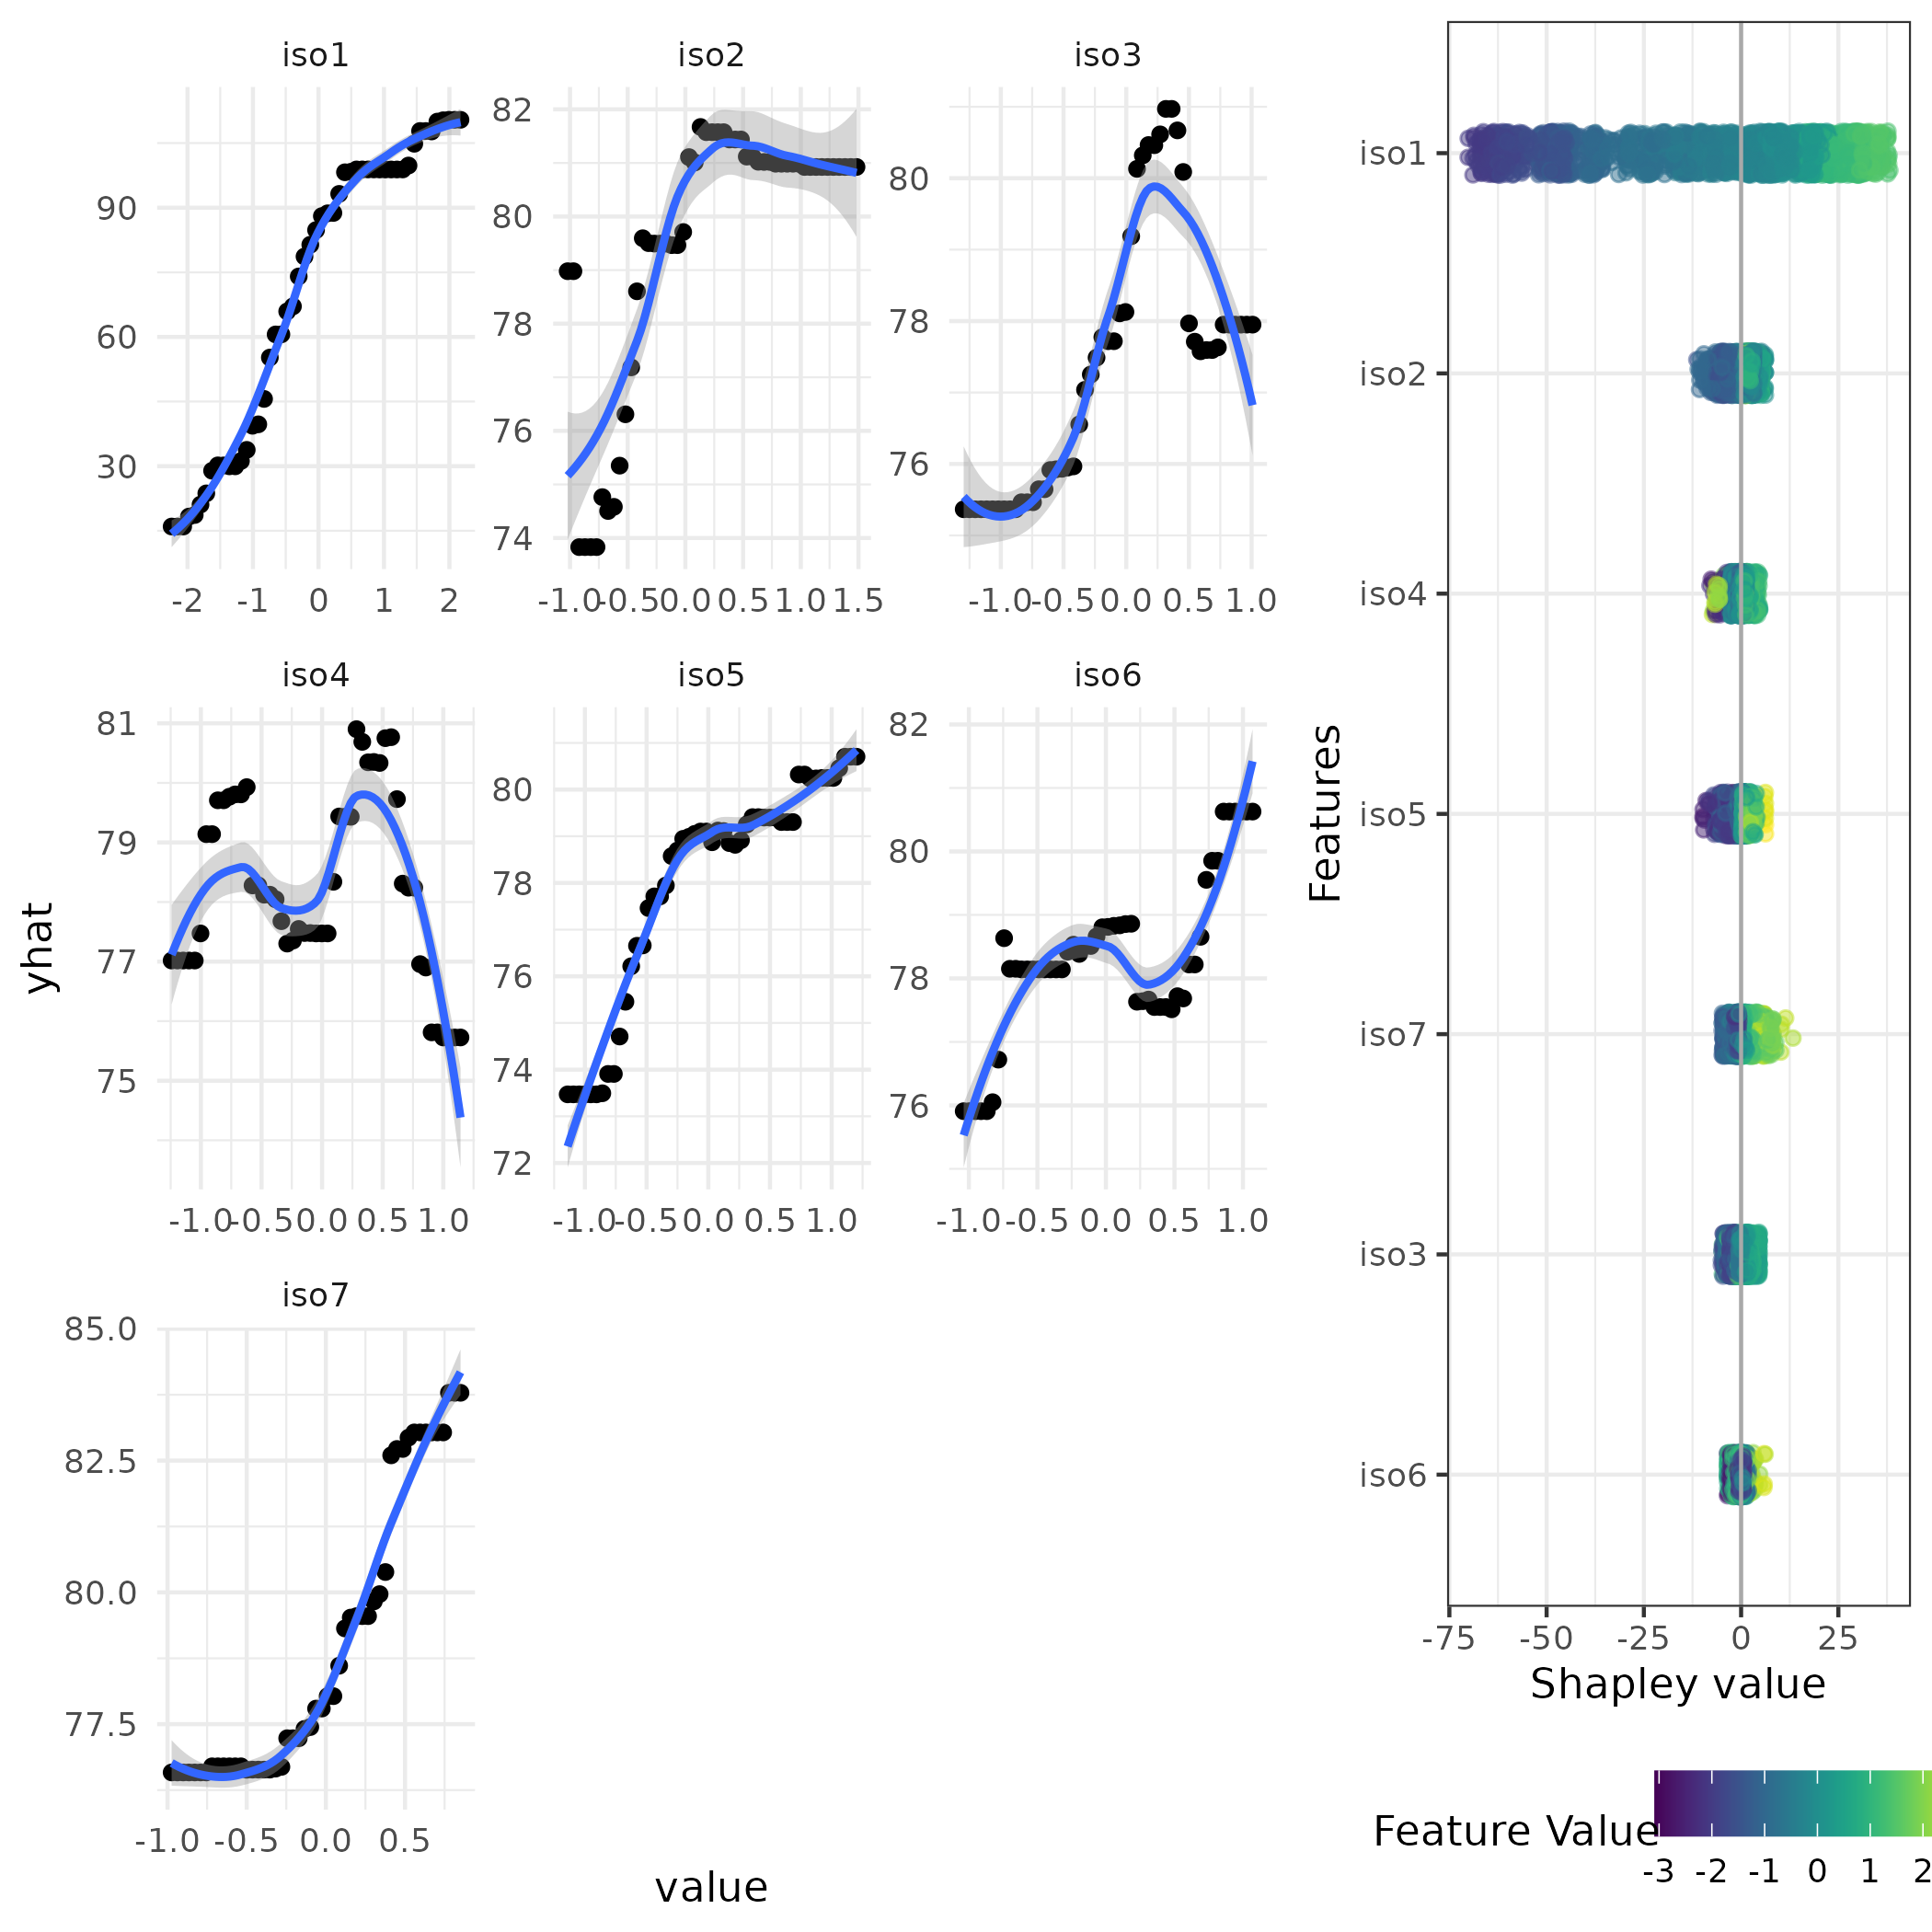 iso1 iso2 iso3
90
60
30
82
80
78
76
74
80
78
76
-2 -1 0 1 2
-1.0 -0.5 0.0 0.5 1.0 1.5
-1.0 -0.5 0.0 0.5 1.0
iso4 iso5 iso6
81
79
77
75
80
78
76
74
72
82
80
78
76
-1.0 -0.5 0.0 0.5 1.0
-1.0 -0.5 0.0 0.5 1.0
-1.0 -0.5 0.0 0.5 1.0
iso7
85.0
82.5
80.0
77.5
-1.0 -0.5 0.0 0.5
yhat
value
Features
iso1
iso2
iso4
iso5
iso7
iso3
iso6
-75 -50 -25 0 25
Shapley value
Feature Value
-3 -2 -1 0 1 2